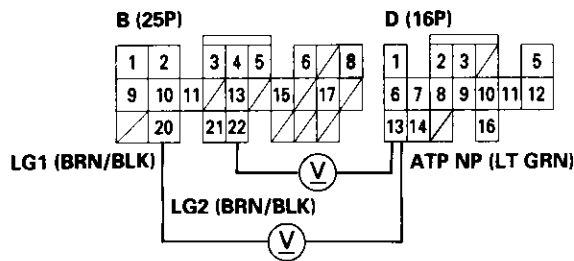 B (25P) D (16P)
1 2 3 4 5 6 8 1 2 3 5
9 10 11 13 15 17 6 7 8 9 10 11 12
20 21 22 13 14 16
LG1 (BRN/BLK) ATP NP (LT GRN)
V
LG2 (BRN/BLK)
V